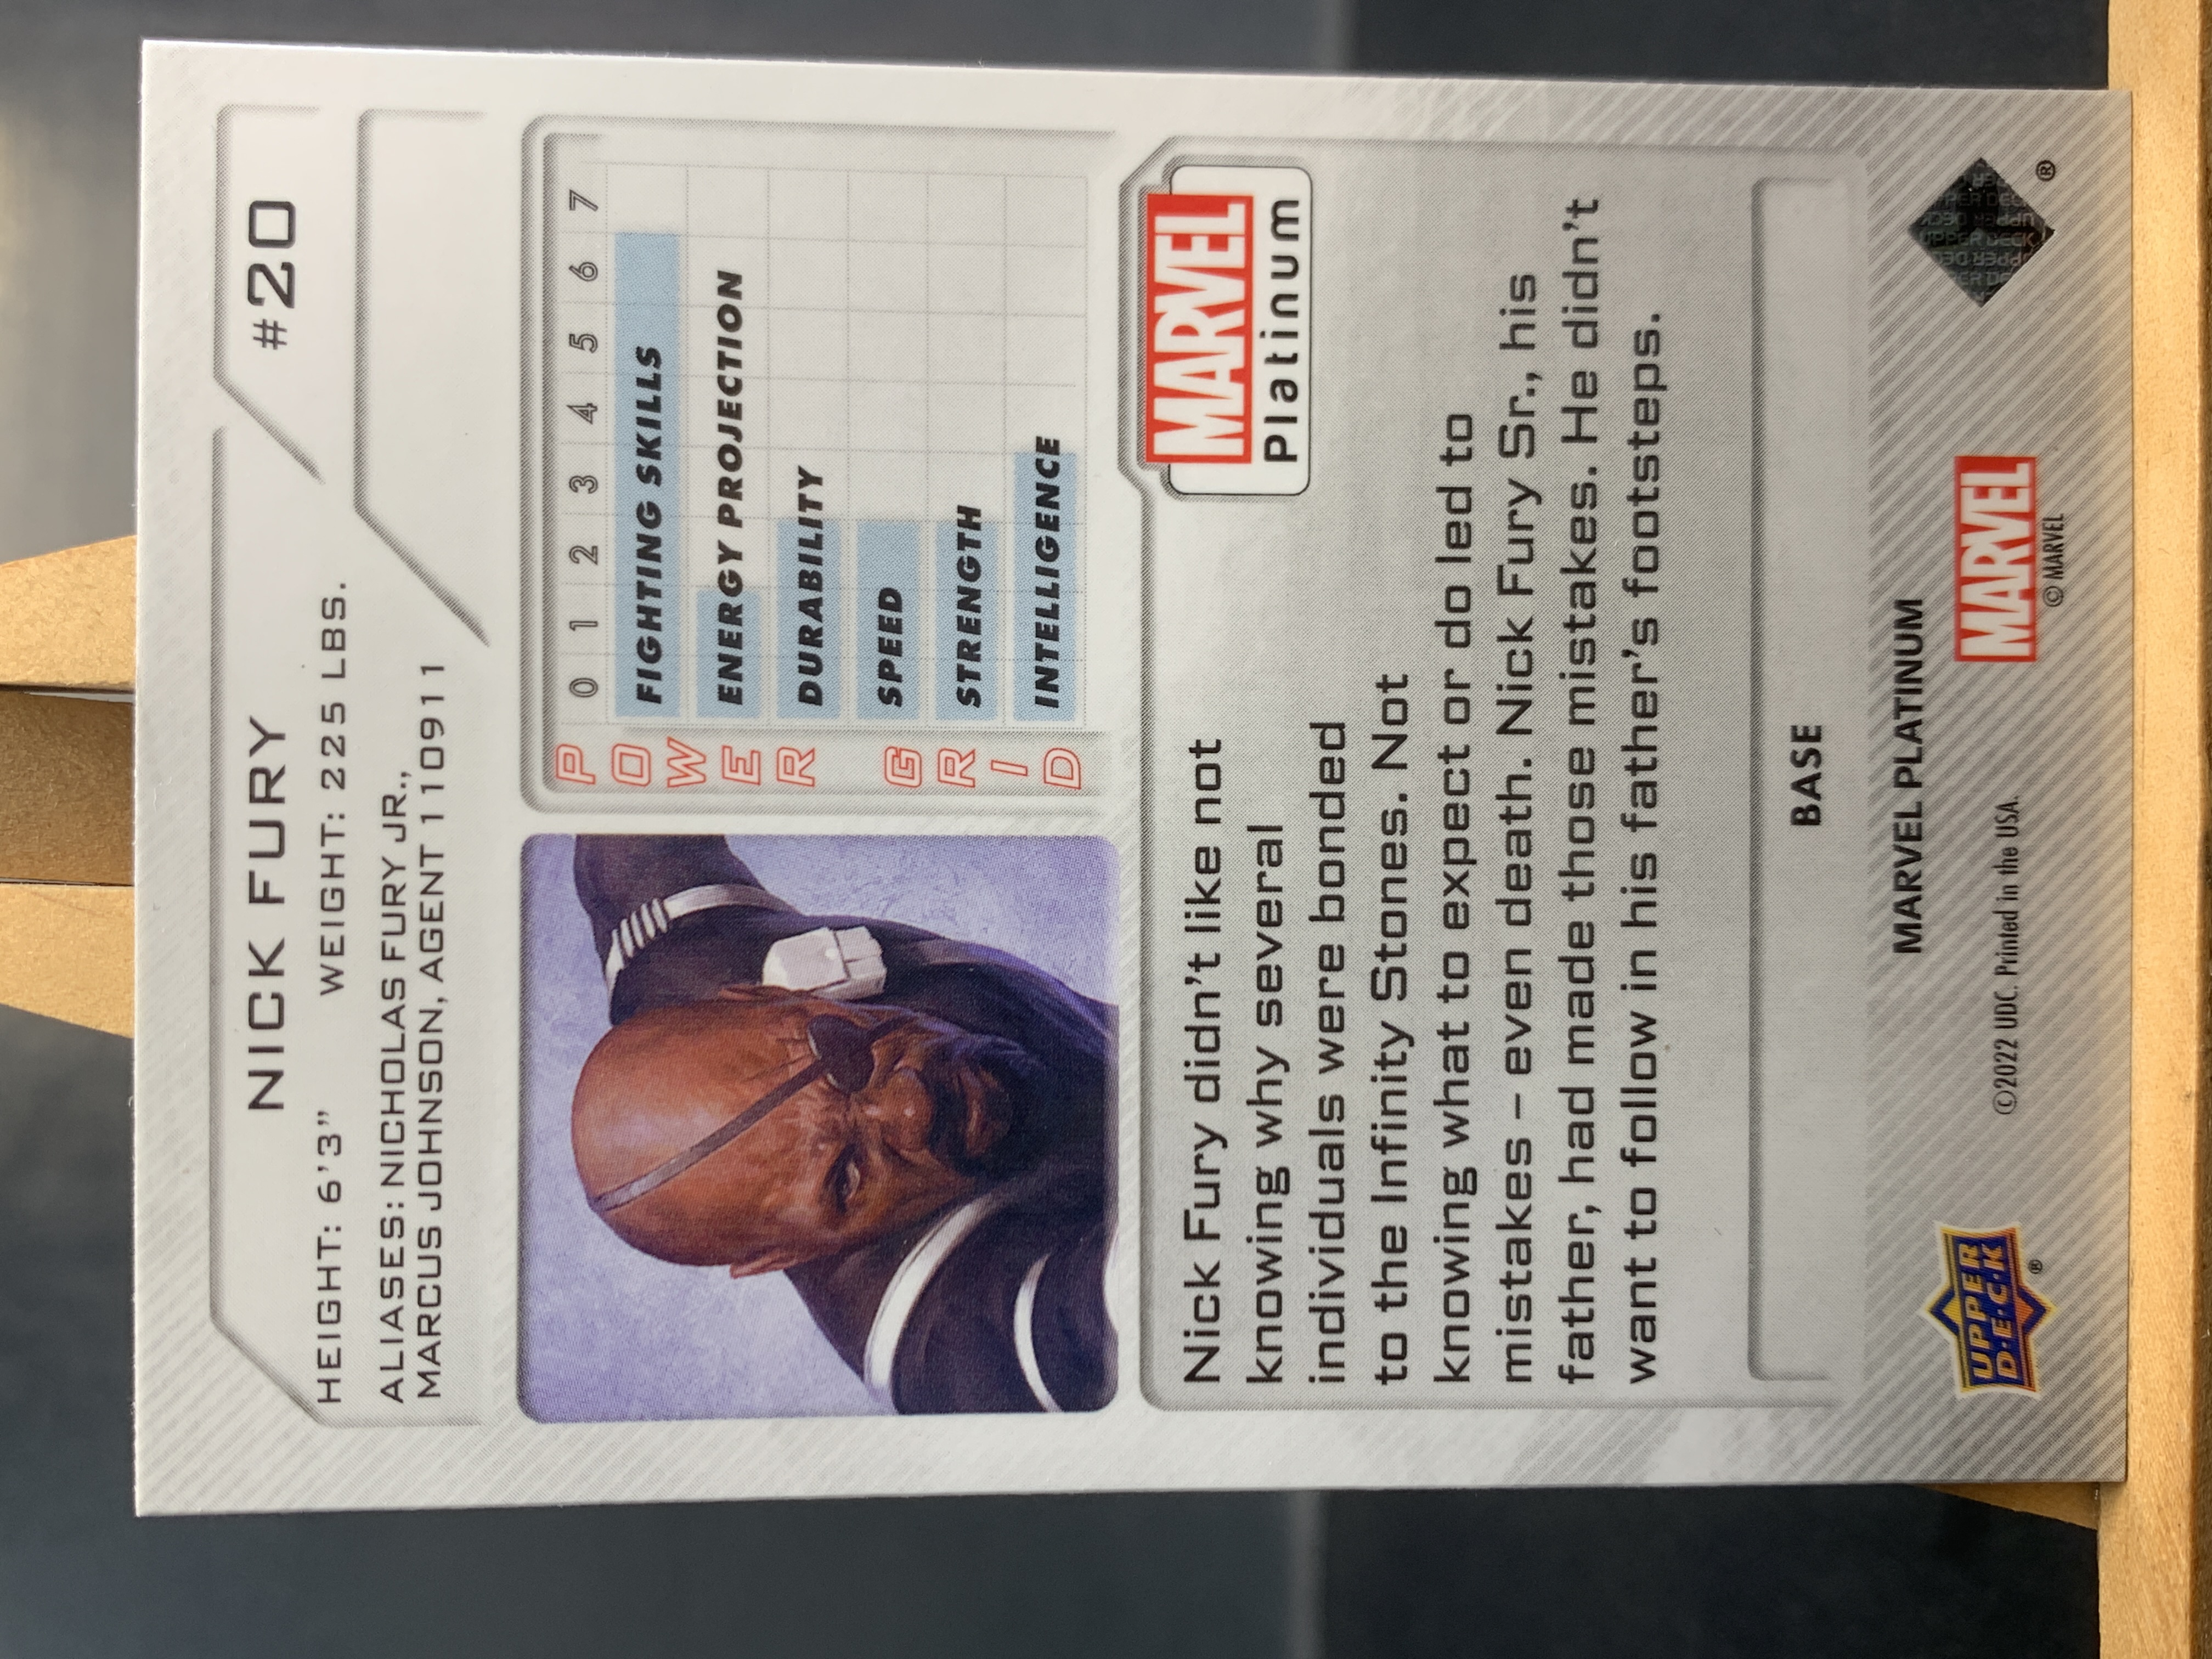 NICK FURY
#20
HEIGHT: 6'3” WEIGHT: 225 LBS.
ALIASES: NICHOLAS FURY JR.,
MARCUS JOHNSON, AGENT 110911
POWER GRID
0 1 2 3 4 5 6 7
FIGHTING SKILLS
ENERGY PROJECTION
DURABILITY
SPEED
STRENGTH
INTELLIGENCE
MARVEL
Platinum
Nick Fury didn't like not
knowing why several
individuals were bonded
to the Infinity Stones. Not
knowing what to expect or do led to
mistakes – even death. Nick Fury Sr., his
father, had made those mistakes. He didn't
want to follow in his father's footsteps.
BASE
MARVEL PLATINUM
UPPER
D·E·C·K
®
©2022 UDC. Printed in the USA.
MARVEL
© MARVEL
UPPER DECK
®